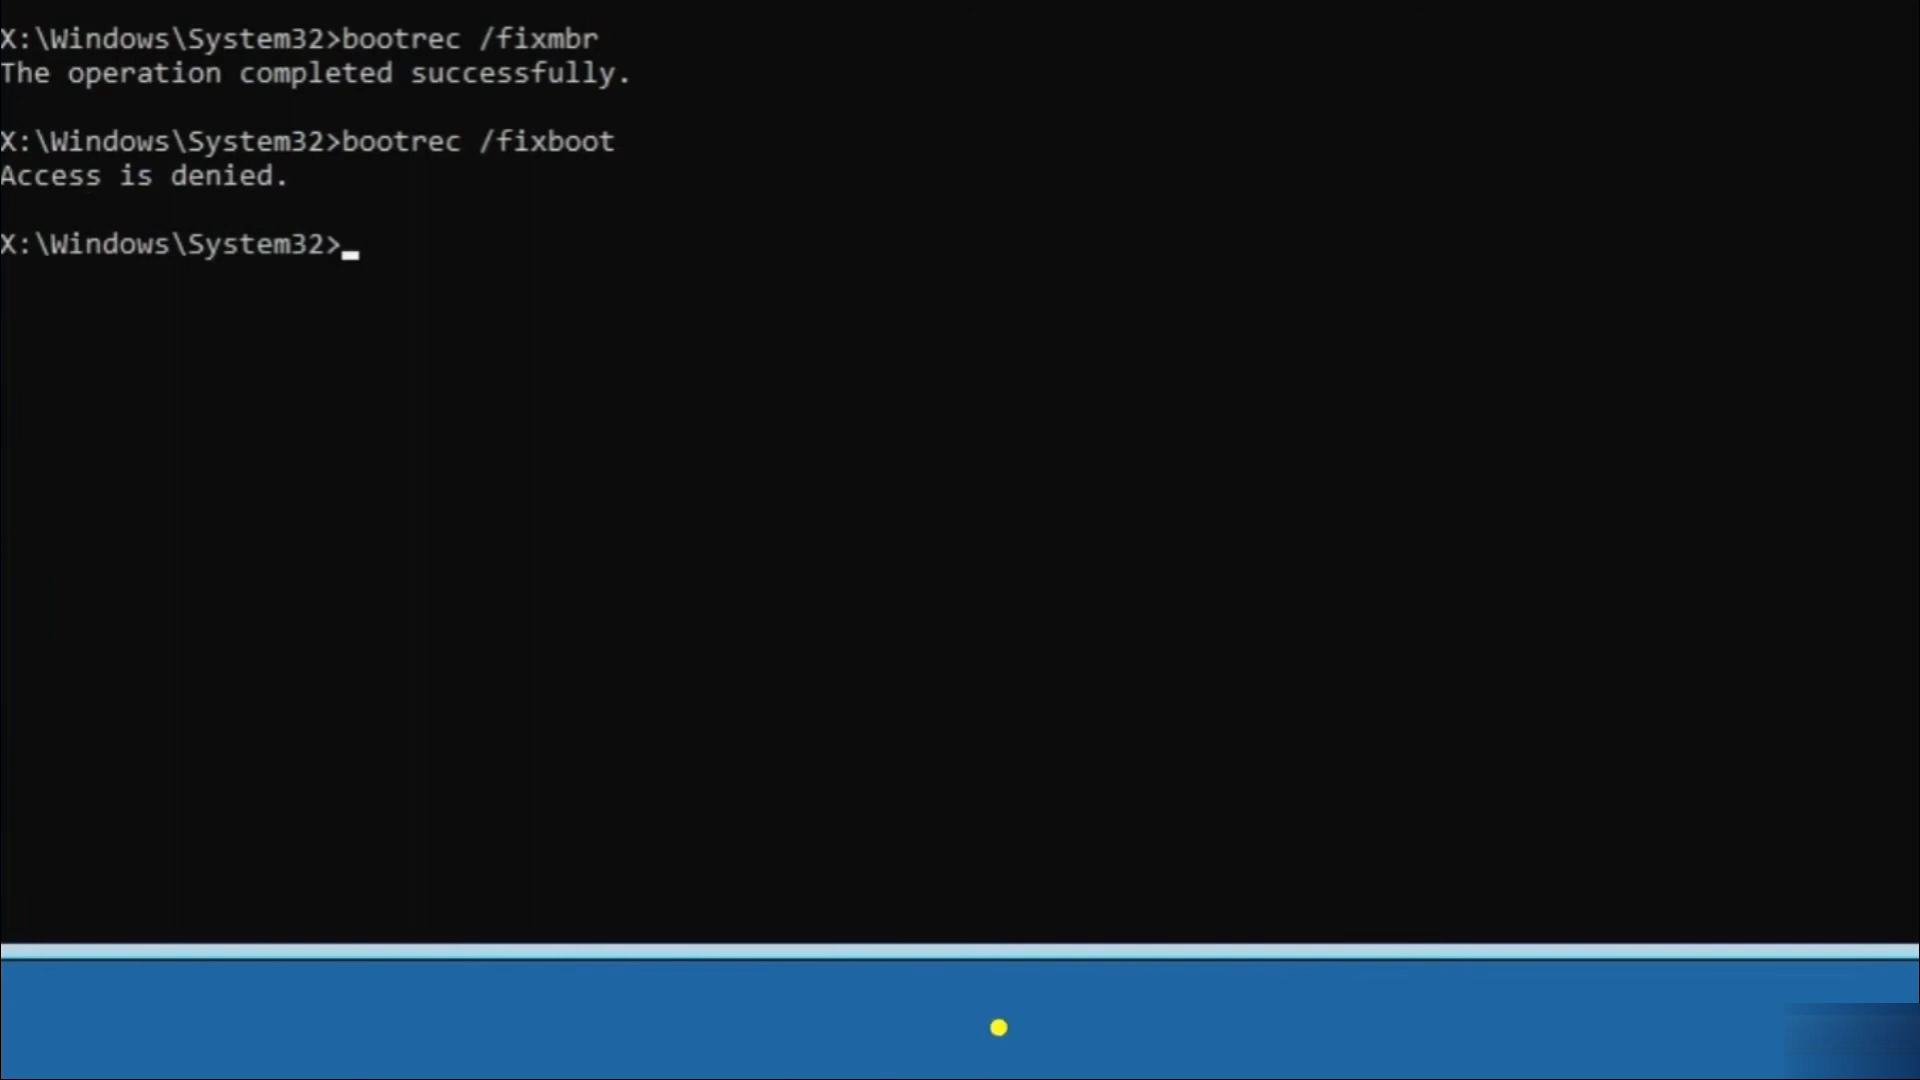 X:\Windows\System32>bootrec /fixmbr
The operation completed successfully.
X:\Windows\System32>bootrec /fixboot
Access is denied.
X:\Windows\System32>